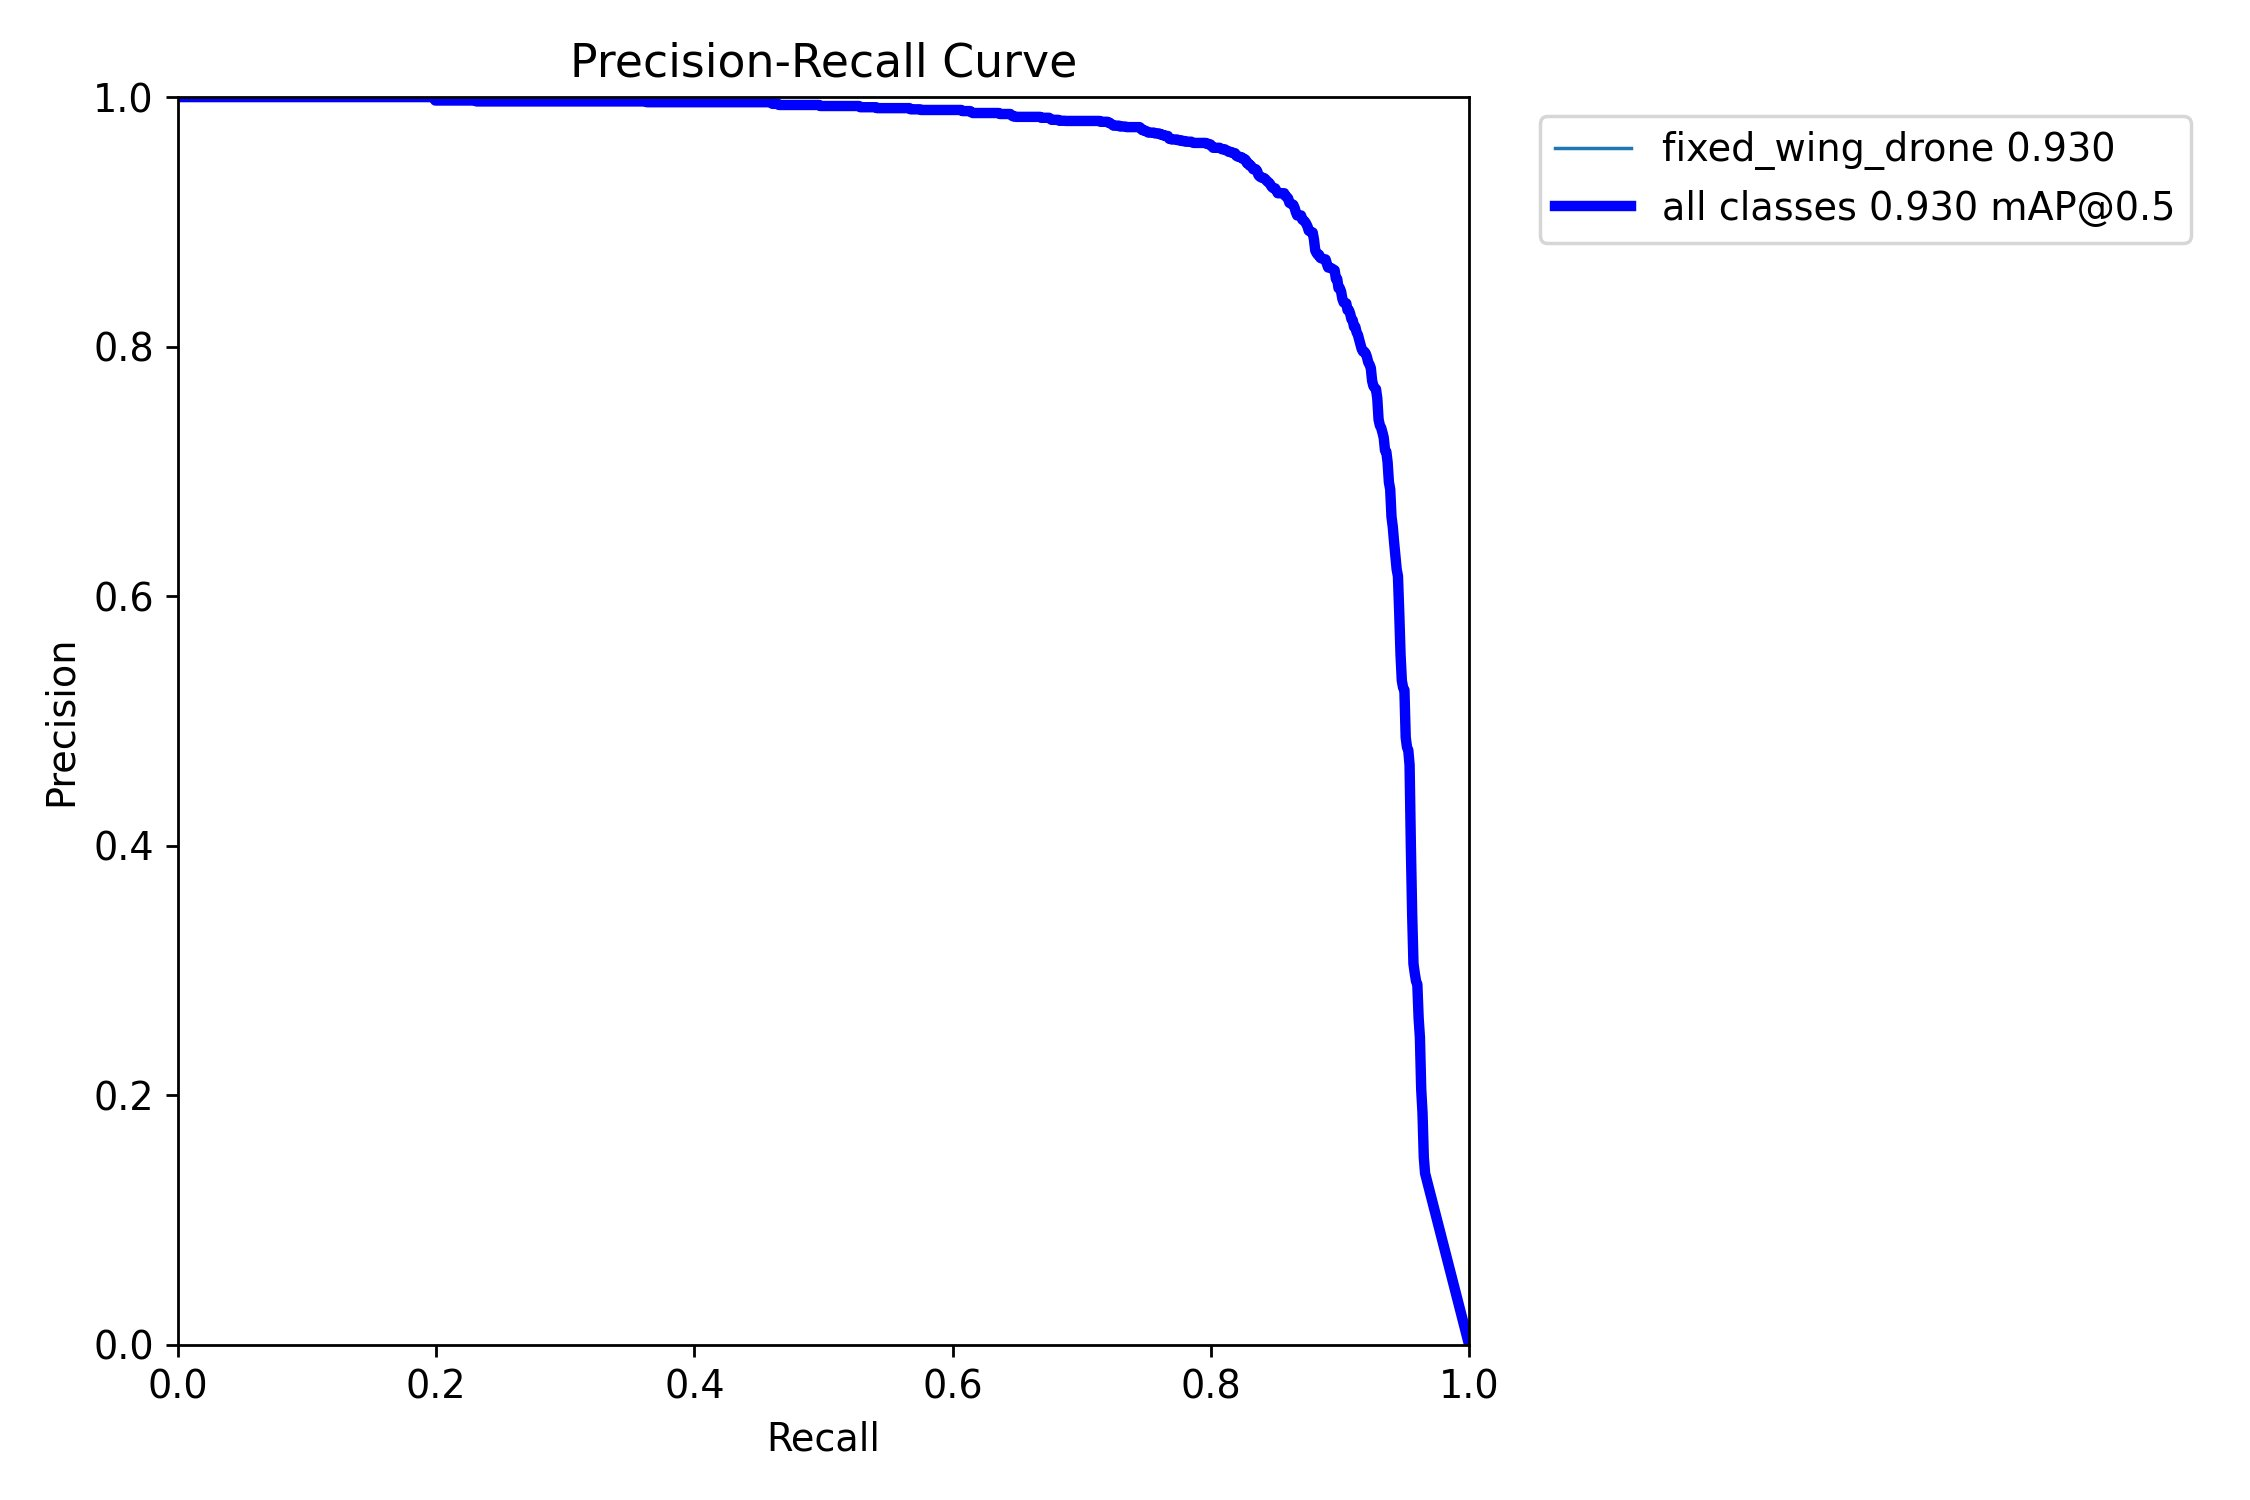 Precision-Recall Curve
1.0
0.8
0.6
0.4
0.2
0.0
Precision
0.0 0.2 0.4 0.6 0.8 1.0
Recall
fixed_wing_drone 0.930
all classes 0.930 mAP@0.5